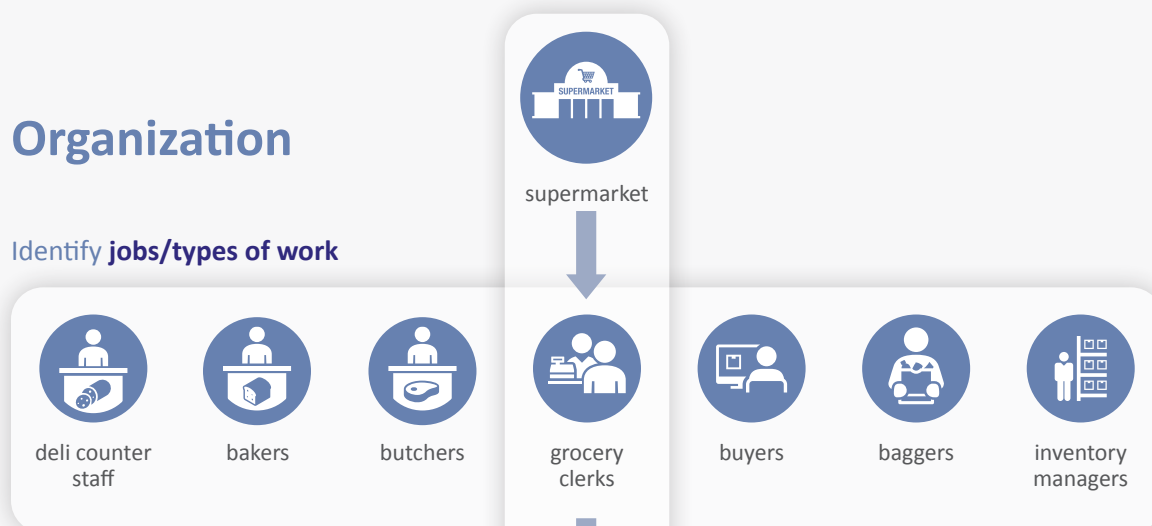 SUPERMARKET
Organization
supermarket
Identify jobs/types of work
deli counter
staff
bakers
butchers
grocery
clerks
buyers
baggers
inventory
managers